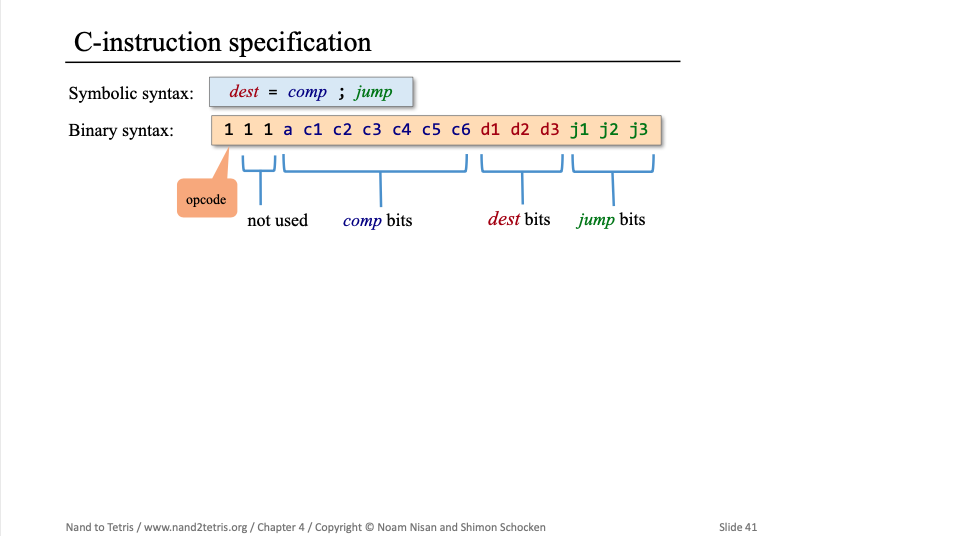 C-instruction specification
Symbolic syntax: dest = comp ; jump
Binary syntax: 1 1 1 a c1 c2 c3 c4 c5 c6 d1 d2 d3 j1 j2 j3
opcode
not used comp bits dest bits jump bits
Nand to Tetris / www.nand2tetris.org / Chapter 4 / Copyright © Noam Nisan and Shimon Schocken Slide 41